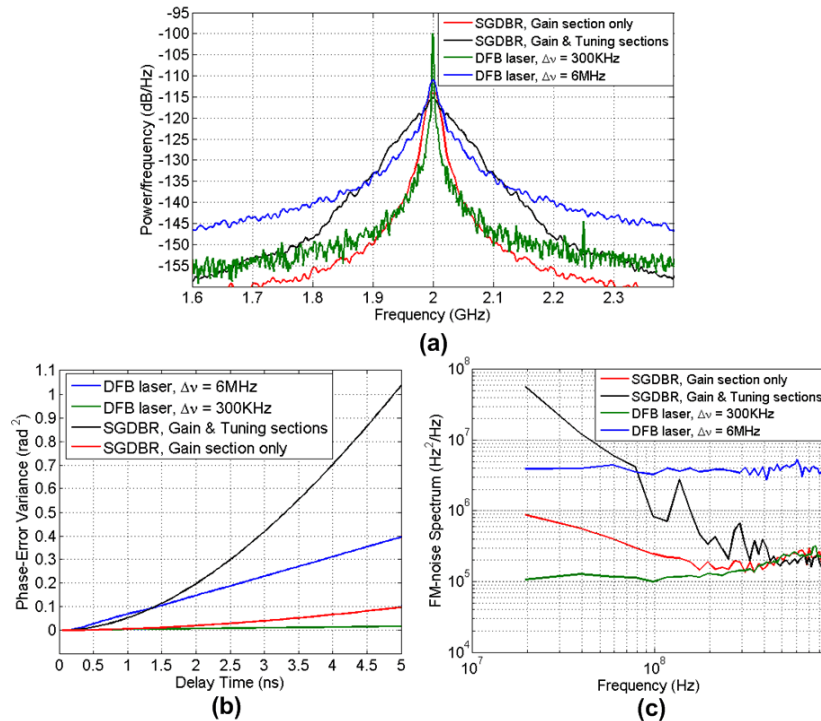 -95
-100
-105
-110
-115
-120
-125
-130
-135
-140
-145
-150
-155
Power/frequency (dB/Hz)
SGDBR, Gain section only
SGDBR, Gain & Tuning sections
DFB laser, Δν = 300KHz
DFB laser, Δν = 6MHz
1.6 1.7 1.8 1.9 2 2.1 2.2 2.3
Frequency (GHz)
(a)
1.1
1
0.9
0.8
0.7
0.6
0.5
0.4
0.3
0.2
0.1
0
Phase-Error Variance (rad²)
DFB laser, Δν = 6MHz
DFB laser, Δν = 300KHz
SGDBR, Gain & Tuning sections
SGDBR, Gain section only
0 0.5 1 1.5 2 2.5 3 3.5 4 4.5 5
Delay Time (ns)
(b)
10⁸
10⁷
10⁶
10⁵
10⁴
FM-noise Spectrum (Hz²/Hz)
SGDBR, Gain section only
SGDBR, Gain & Tuning sections
DFB laser, Δν = 300KHz
DFB laser, Δν = 6MHz
10⁷ 10⁸
Frequency (Hz)
(c)